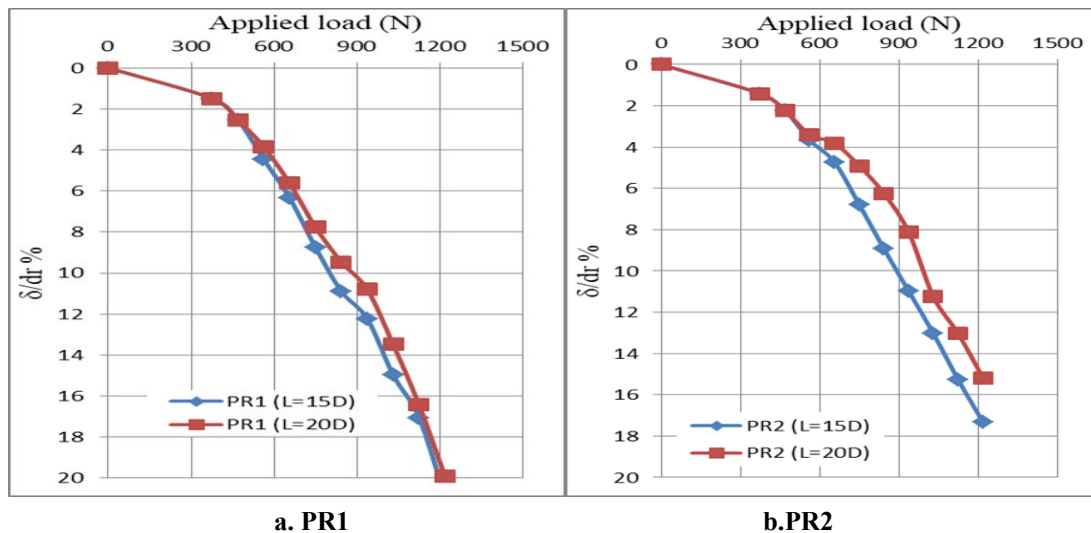 Applied load (N)
0 300 600 900 1200 1500
0
2
4
6
8
10
12
14
16
18
20
δ/dr %
PR1 (L=15D)
PR1 (L=20D)
a. PR1
Applied load (N)
0 300 600 900 1200 1500
0
2
4
6
8
10
12
14
16
18
20
δ/dr %
PR2 (L=15D)
PR2 (L=20D)
b.PR2